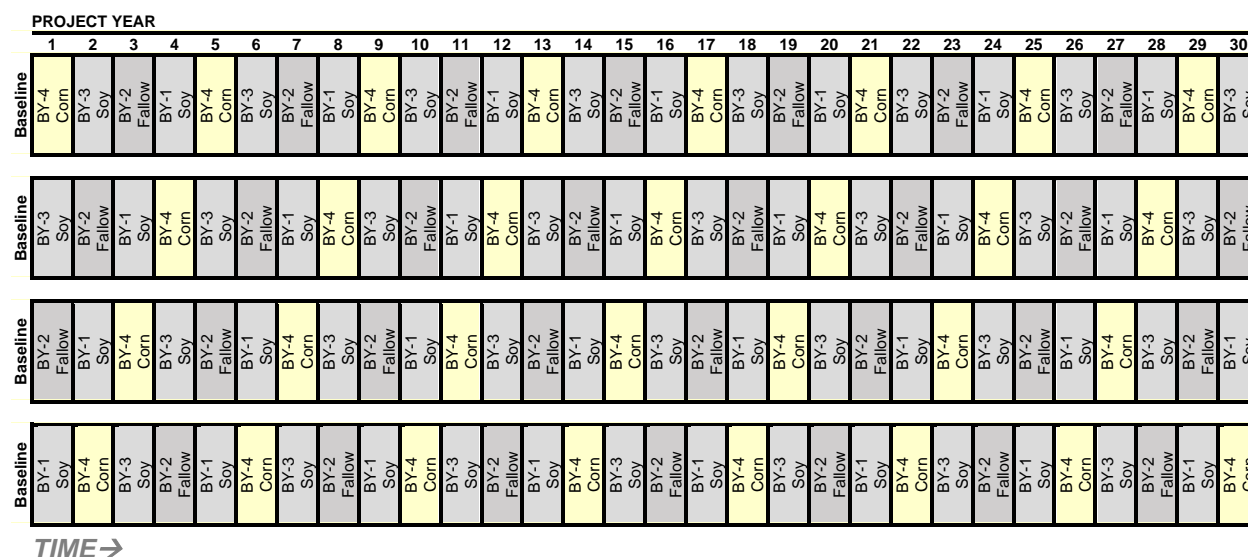 PROJECT YEAR
1 2 3 4 5 6 7 8 9 10 11 12 13 14 15 16 17 18 19 20 21 22 23 24 25 26 27 28 29 30
Baseline BY-4 Corn BY-3 Soy BY-2 Fallow BY-1 Soy BY-4 Corn BY-3 Soy BY-2 Fallow BY-1 Soy BY-4 Corn BY-3 Soy BY-2 Fallow BY-1 Soy BY-4 Corn BY-3 Soy BY-2 Fallow BY-1 Soy BY-4 Corn BY-3 Soy BY-2 Fallow BY-1 Soy BY-4 Corn BY-3 Soy BY-2 Fallow BY-1 Soy BY-4 Corn BY-3 Soy BY-2 Fallow BY-1 Soy BY-4 Corn BY-3
Baseline BY-3 Soy BY-2 Fallow BY-1 Soy BY-4 Corn BY-3 Soy BY-2 Fallow BY-1 Soy BY-4 Corn BY-3 Soy BY-2 Fallow BY-1 Soy BY-4 Corn BY-3 Soy BY-2 Fallow BY-1 Soy BY-4 Corn BY-3 Soy BY-2 Fallow BY-1 Soy BY-4 Corn BY-3 Soy BY-2 Fallow BY-1 Soy BY-4 Corn BY-3 Soy BY-2 Fallow BY-1 Soy BY-4 Corn BY-3 Soy BY-2
Baseline BY-2 Fallow BY-1 Soy BY-4 Corn BY-3 Soy BY-2 Fallow BY-1 Soy BY-4 Corn BY-3 Soy BY-2 Fallow BY-1 Soy BY-4 Corn BY-3 Soy BY-2 Fallow BY-1 Soy BY-4 Corn BY-3 Soy BY-2 Fallow BY-1 Soy BY-4 Corn BY-3 Soy BY-2 Fallow BY-1 Soy BY-4 Corn BY-3 Soy BY-2 Fallow BY-1 Soy BY-4 Corn BY-3 Soy BY-2 Fallow BY-1
Baseline BY-1 Soy BY-4 Corn BY-3 Soy BY-2 Fallow BY-1 Soy BY-4 Corn BY-3 Soy BY-2 Fallow BY-1 Soy BY-4 Corn BY-3 Soy BY-2 Fallow BY-1 Soy BY-4 Corn BY-3 Soy BY-2 Fallow BY-1 Soy BY-4 Corn BY-3 Soy BY-2 Fallow BY-1 Soy BY-4 Corn BY-3 Soy BY-2 Fallow BY-1 Soy BY-4 Corn BY-3 Soy BY-2 Fallow BY-1 Soy BY-4
TIME→